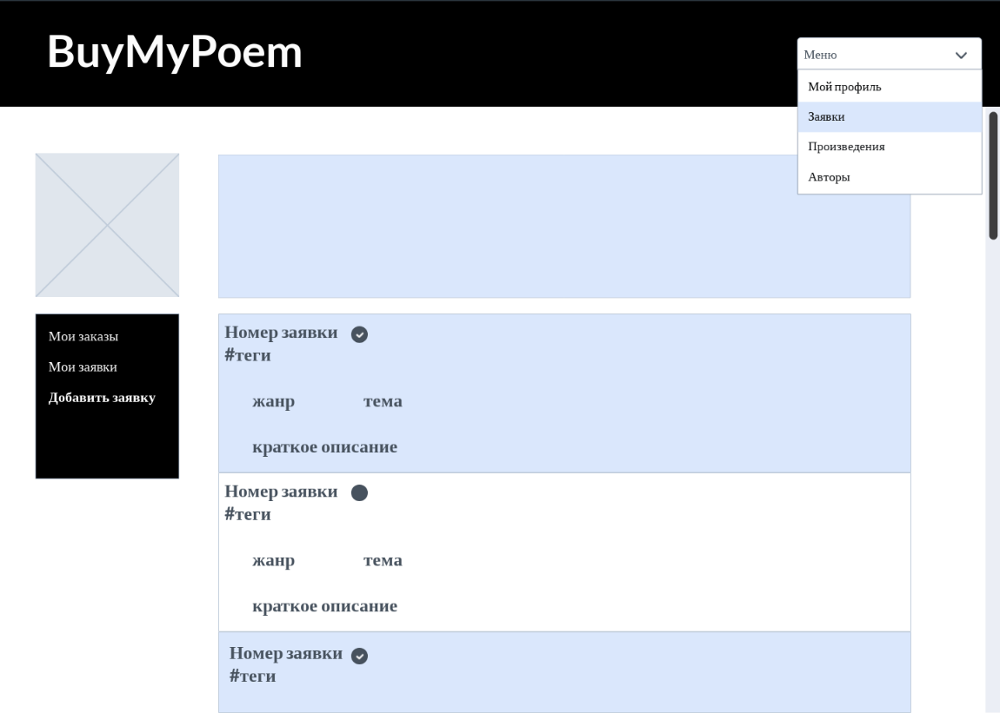 BuyMyPoem
Меню
Мой профиль
Заявки
Произведения
Авторы
Мои заказы
Мои заявки
Добавить заявку
Номер заявки
#теги
жанр тема
краткое описание
Номер заявки
#теги
жанр тема
краткое описание
Номер заявки
#теги